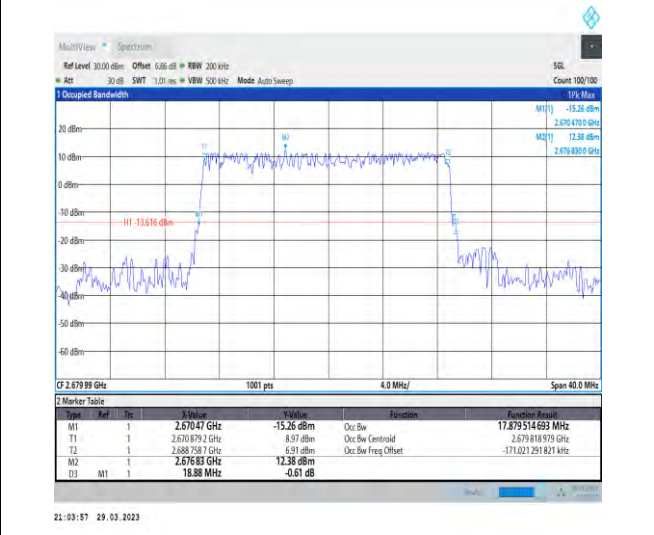 MultiView Spectrum
Ref Level 30.00 dBm Offset 6.86 dB RBW 200 kHz SGL
Att 30 dB SWT 1.01 ms VBW 500 kHz Mode Auto Sweep Count 100/100
1 Occupied Bandwidth 1Pk Max
M1[1] -15.26 dBm
2.670 470 0 GHz
M2[1] 12.38 dBm
2.676 830 0 GHz
20 dBm
M2
T1
10 dBm
0 dBm
-10 dBm
H1 -13.616 dBm
-20 dBm
-30 dBm
-40 dBm
-50 dBm
-60 dBm
CF 2.679 99 GHz 1001 pts 4.0 MHz/ Span 40.0 MHz
2 Marker Table
Type Ref Trc X-Value Y-Value Function Function Result
M1 1 2.670 47 GHz -15.26 dBm Occ Bw 17.879 514 693 MHz
T1 1 2.670 879 2 GHz 8.97 dBm Occ Bw Centroid 2.679 818 979 GHz
T2 1 2.688 758 7 GHz 6.91 dBm Occ Bw Freq Offset -171.021 291 821 kHz
M2 1 2.676 83 GHz 12.38 dBm
D3 M1 1 18.88 MHz -0.61 dB
21:03:57 29.03.2023